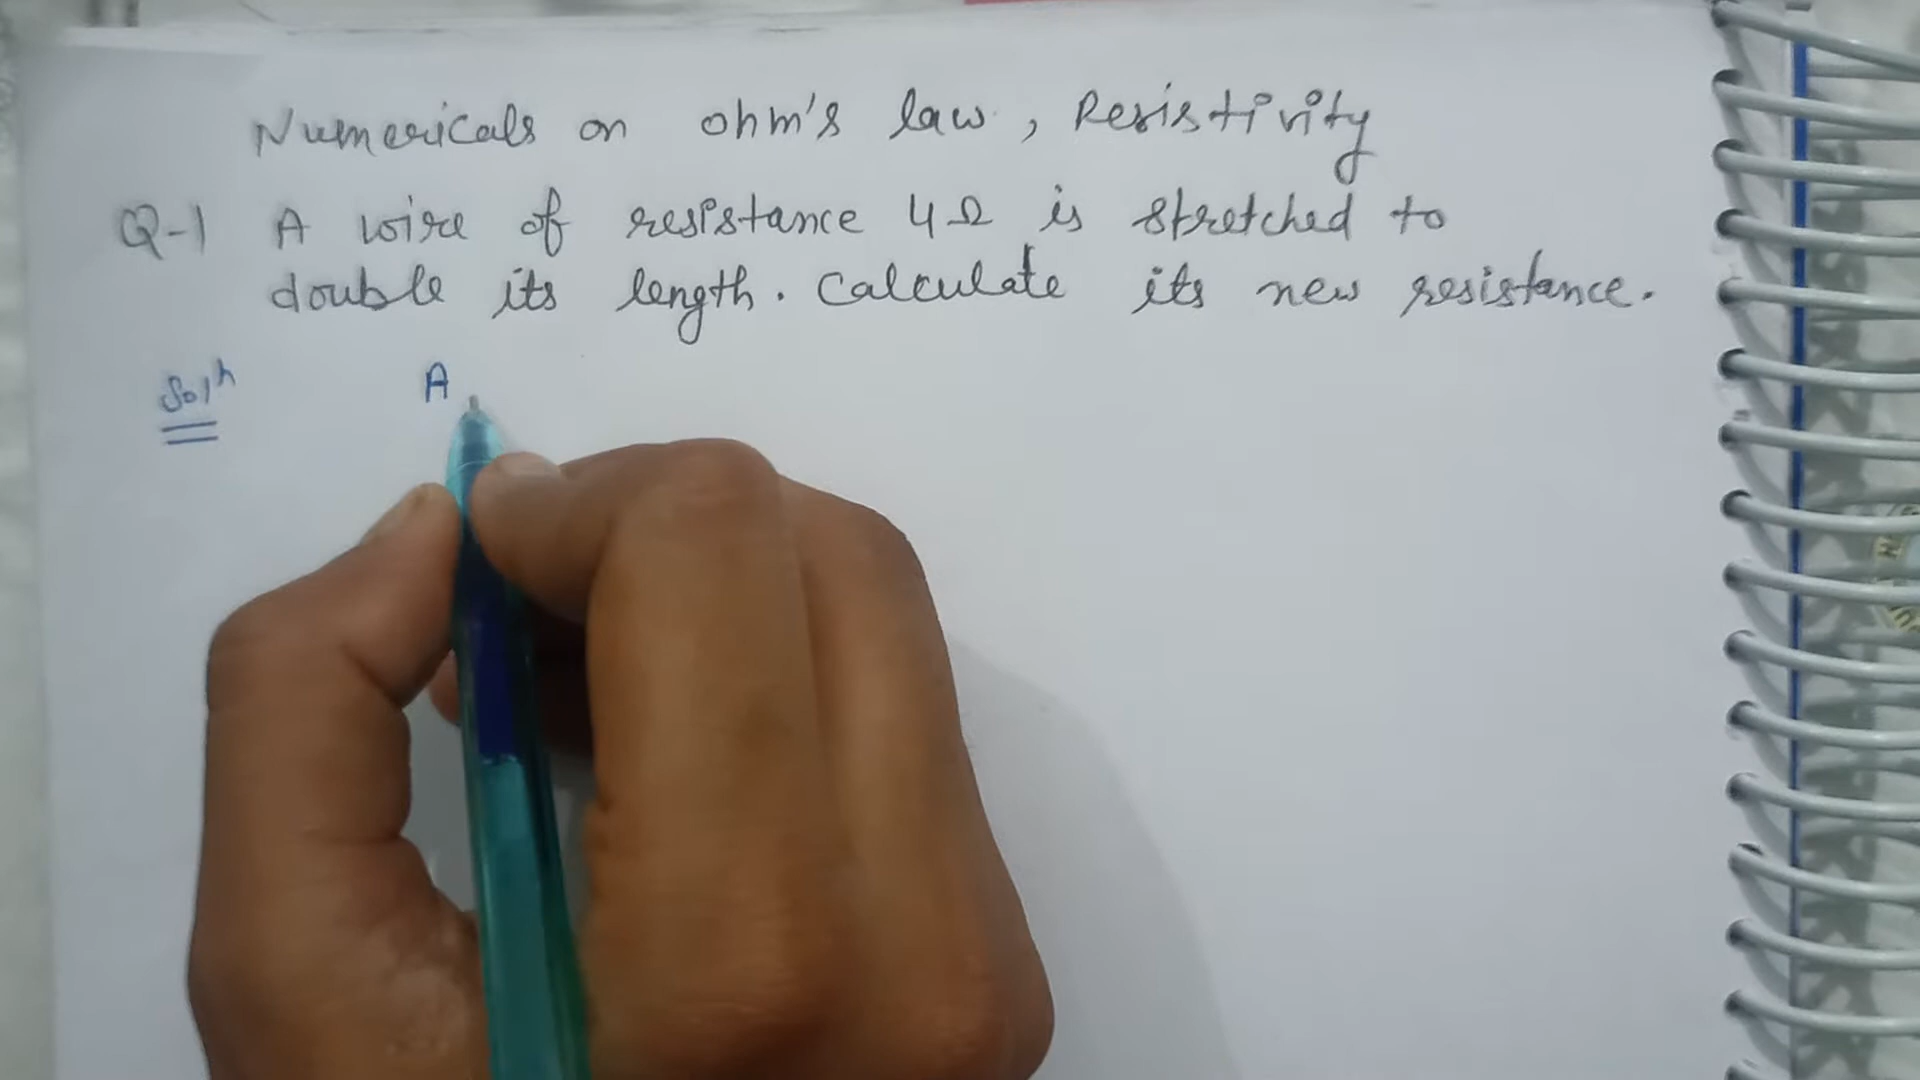 Numericals on ohm's law, Resistivity
Q-1 A wire of resistance 4Ω is stretched to
double its length. Calculate its new resistance.
Solⁿ A